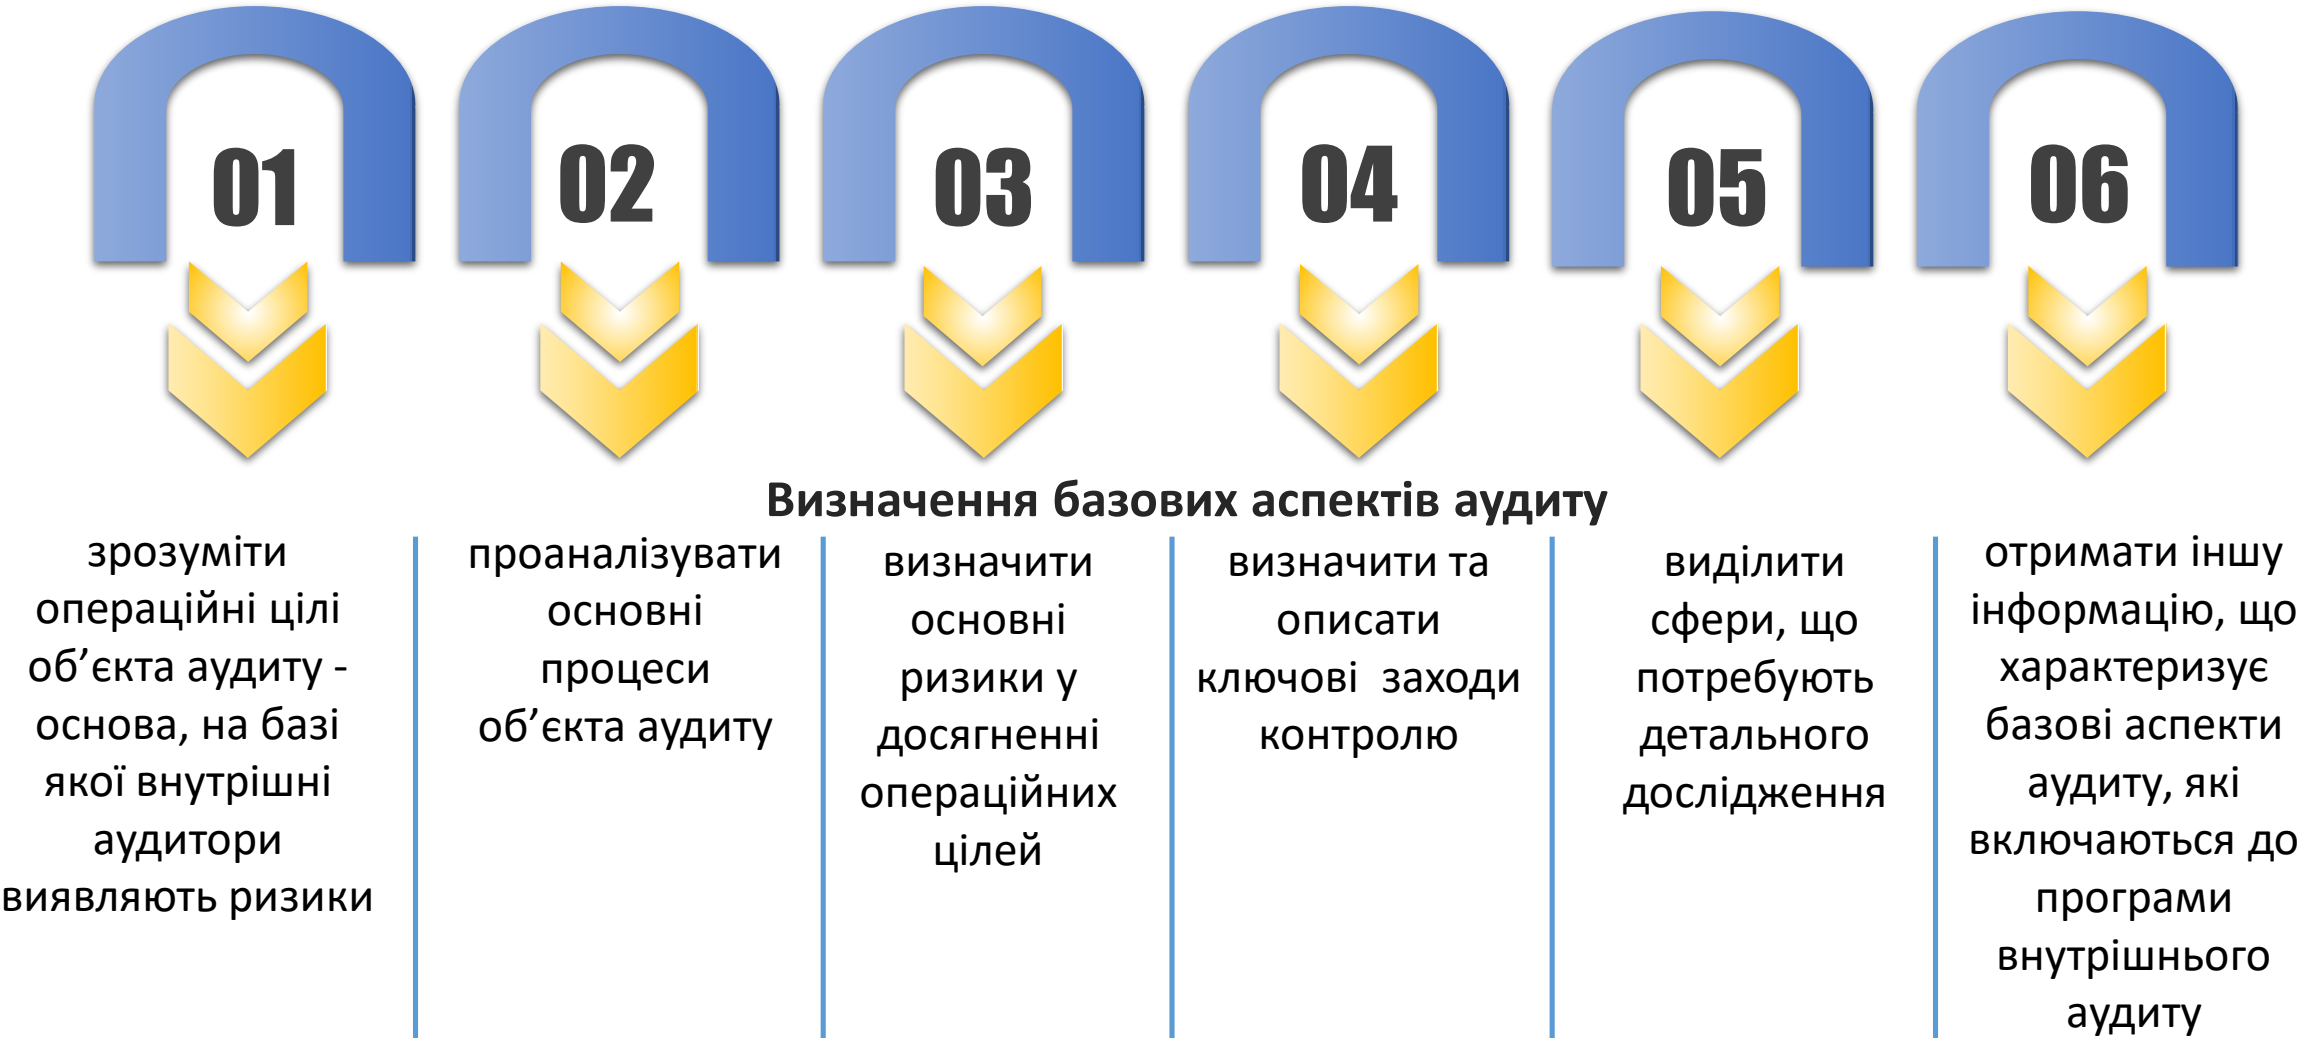 01
02
03
04
05
06
Визначення базових аспектів аудиту
зрозуміти
операційні цілі
об’єкта аудиту -
основа, на базі
якої внутрішні
аудитори
виявляють ризики
проаналізувати
основні
процеси
об’єкта аудиту
визначити
основні
ризики у
досягненні
операційних
цілей
визначити та
описати
ключові  заходи
контролю
виділити
сфери, що
потребують
детального
дослідження
отримати іншу
інформацію, що
характеризує
базові аспекти
аудиту, які
включаються до
програми
внутрішнього
аудиту